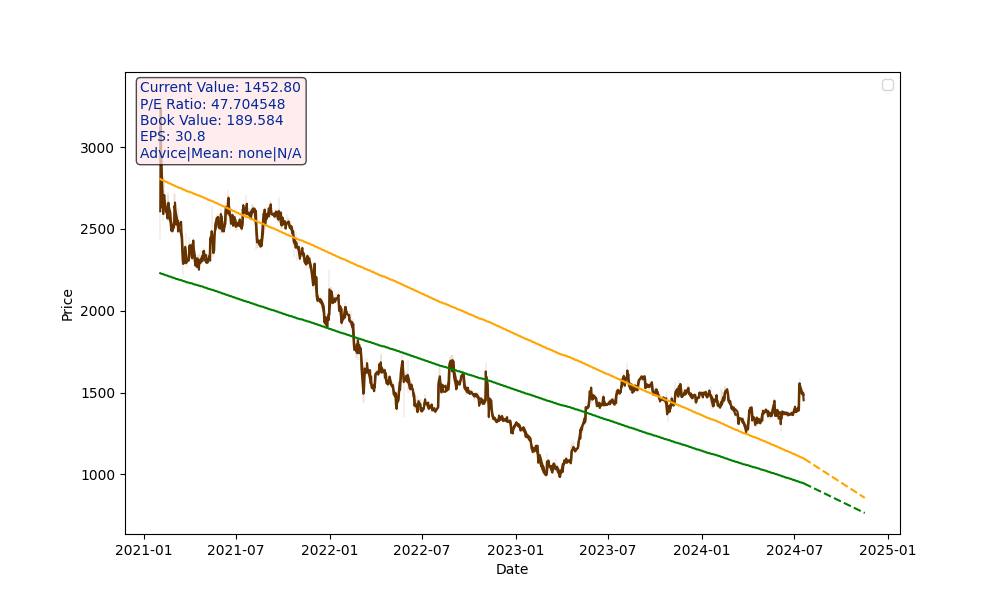 Current Value: 1452.80
P/E Ratio: 47.704548
Book Value: 189.584
EPS: 30.8
Advice|Mean: none|N/A
3000
2500
2000
1500
1000
Price
2021-01 2021-07 2022-01 2022-07 2023-01 2023-07 2024-01 2024-07 2025-01
Date